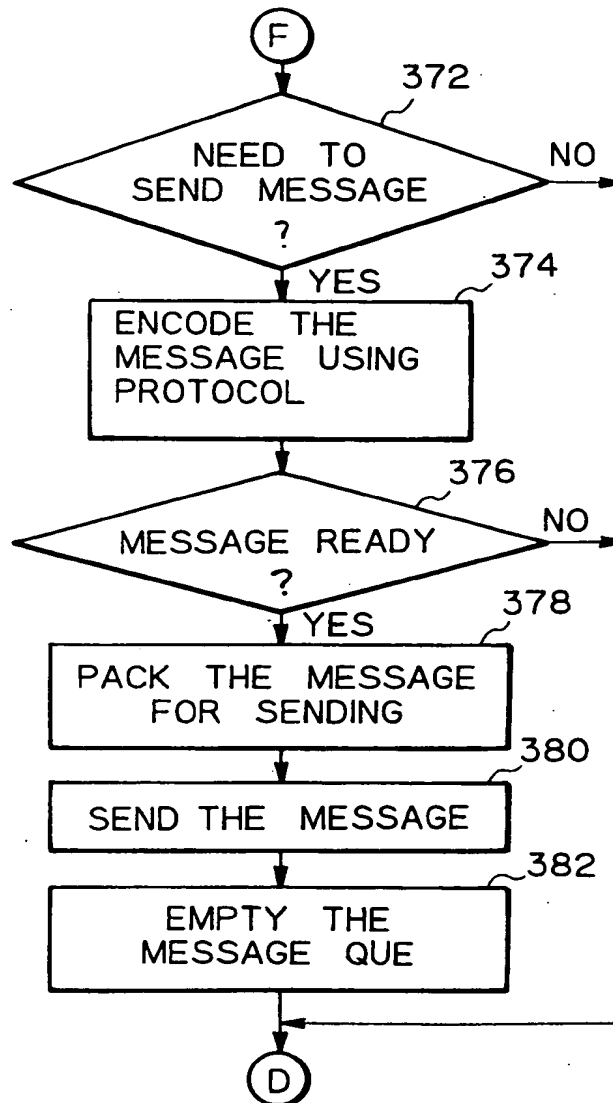 F
372
NEED TO
SEND MESSAGE
?
NO
YES
374
ENCODE THE
MESSAGE USING
PROTOCOL
376
MESSAGE READY
?
NO
YES
378
PACK THE MESSAGE
FOR SENDING
380
SEND THE MESSAGE
382
EMPTY THE
MESSAGE QUE
D